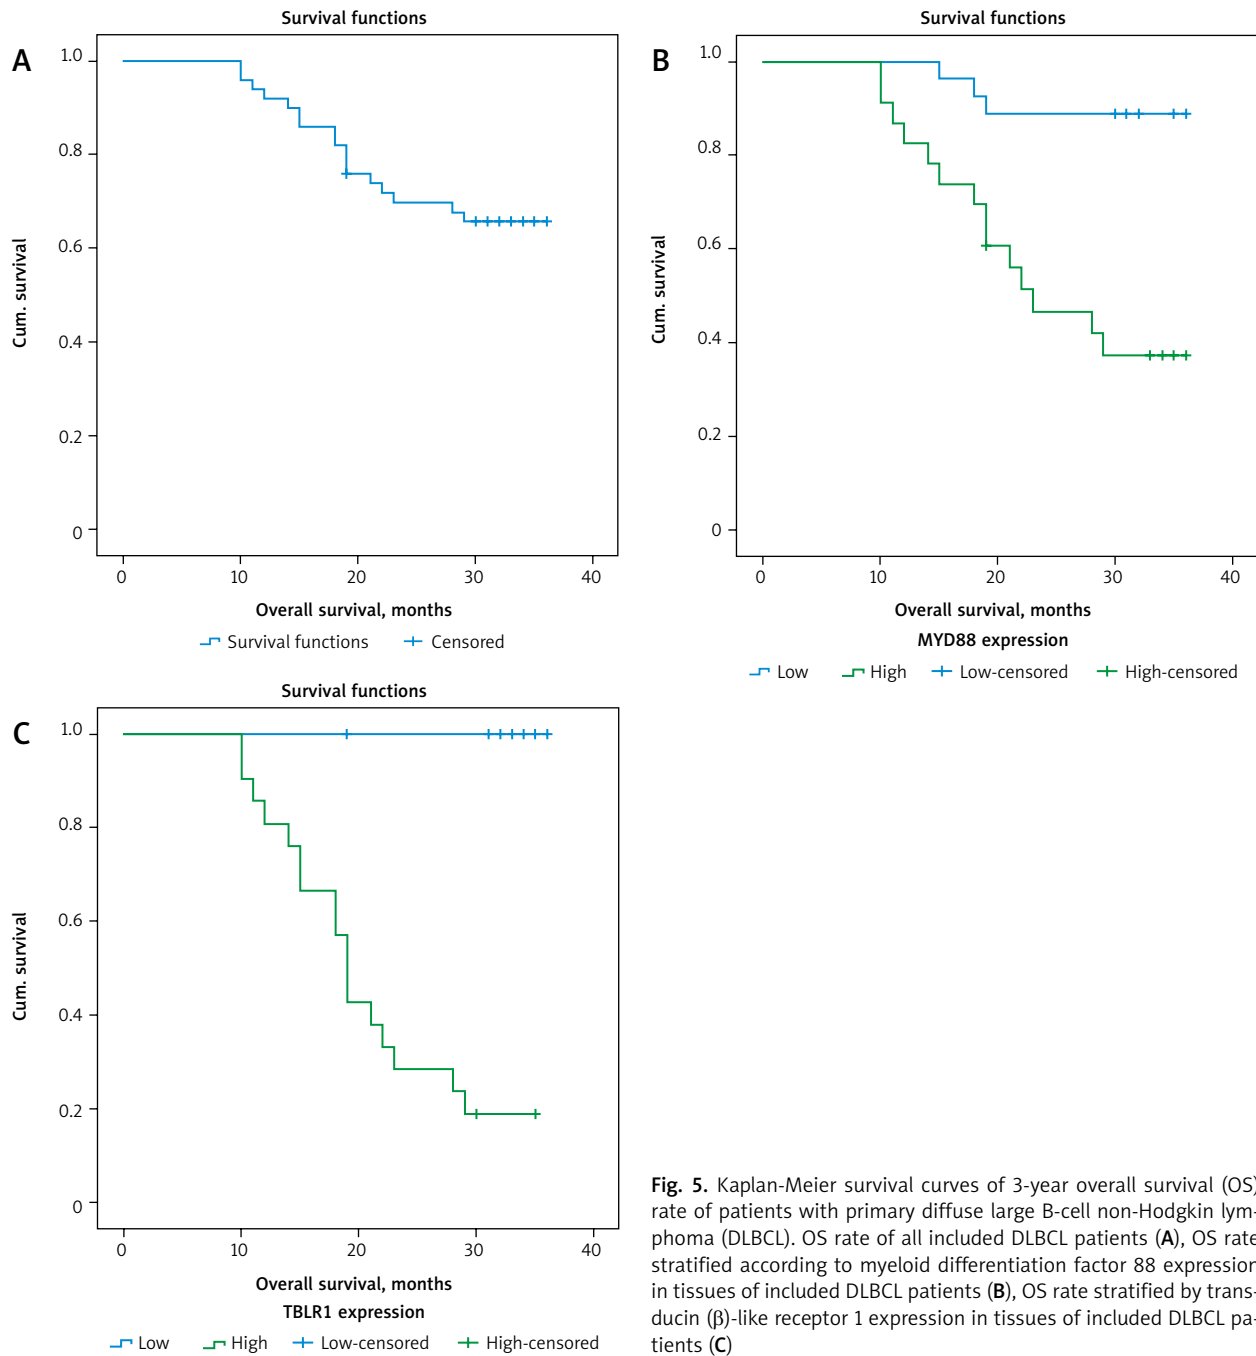 Survival functions
A
1.0
0.8
0.6
0.4
0.2
0
Cum. survival
0 10 20 30 40
Overall survival, months
Survival functions Censored
Survival functions
B
1.0
0.8
0.6
0.4
0.2
0
Cum. survival
0 10 20 30 40
Overall survival, months
MYD88 expression
Low High Low-censored High-censored
Survival functions
C
1.0
0.8
0.6
0.4
0.2
0
Cum. survival
0 10 20 30 40
Overall survival, months
TBLR1 expression
Low High Low-censored High-censored
Fig. 5. Kaplan-Meier survival curves of 3-year overall survival (OS)
rate of patients with primary diffuse large B-cell non-Hodgkin lym-
phoma (DLBCL). OS rate of all included DLBCL patients (A), OS rate
stratified according to myeloid differentiation factor 88 expression
in tissues of included DLBCL patients (B), OS rate stratified by trans-
ducin (β)-like receptor 1 expression in tissues of included DLBCL pa-
tients (C)